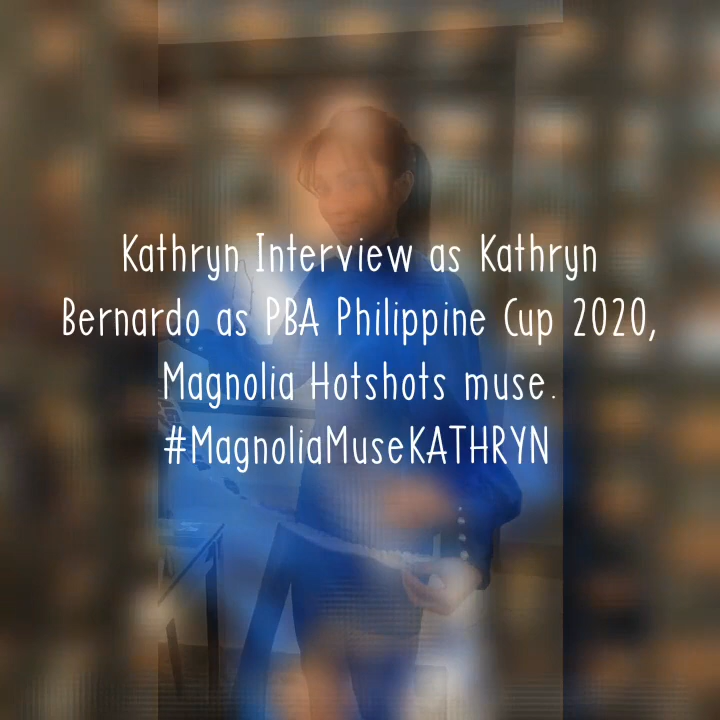 Kathryn Interview as Kathryn
Bernardo as PBA Philippine Cup 2020,
Magnolia Hotshots muse.
#MagnoliaMuseKATHRYN